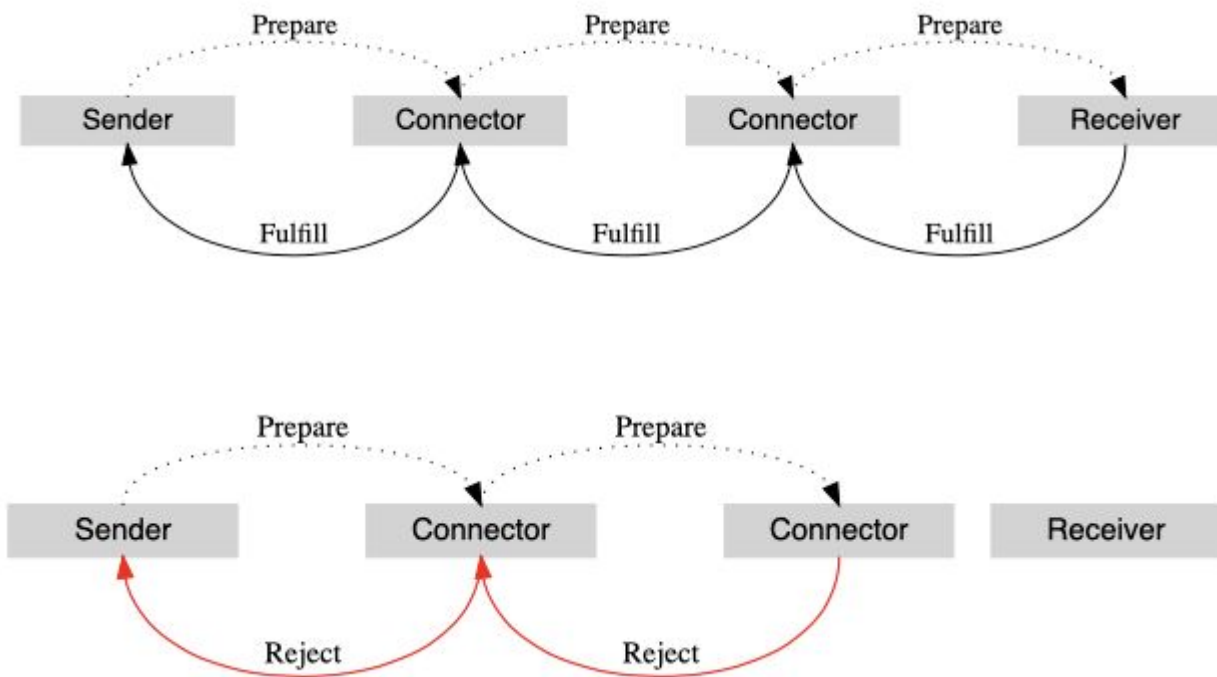 Prepare Prepare Prepare
Sender Connector Connector Receiver
Fulfill Fulfill Fulfill
Prepare Prepare
Sender Connector Connector Receiver
Reject Reject